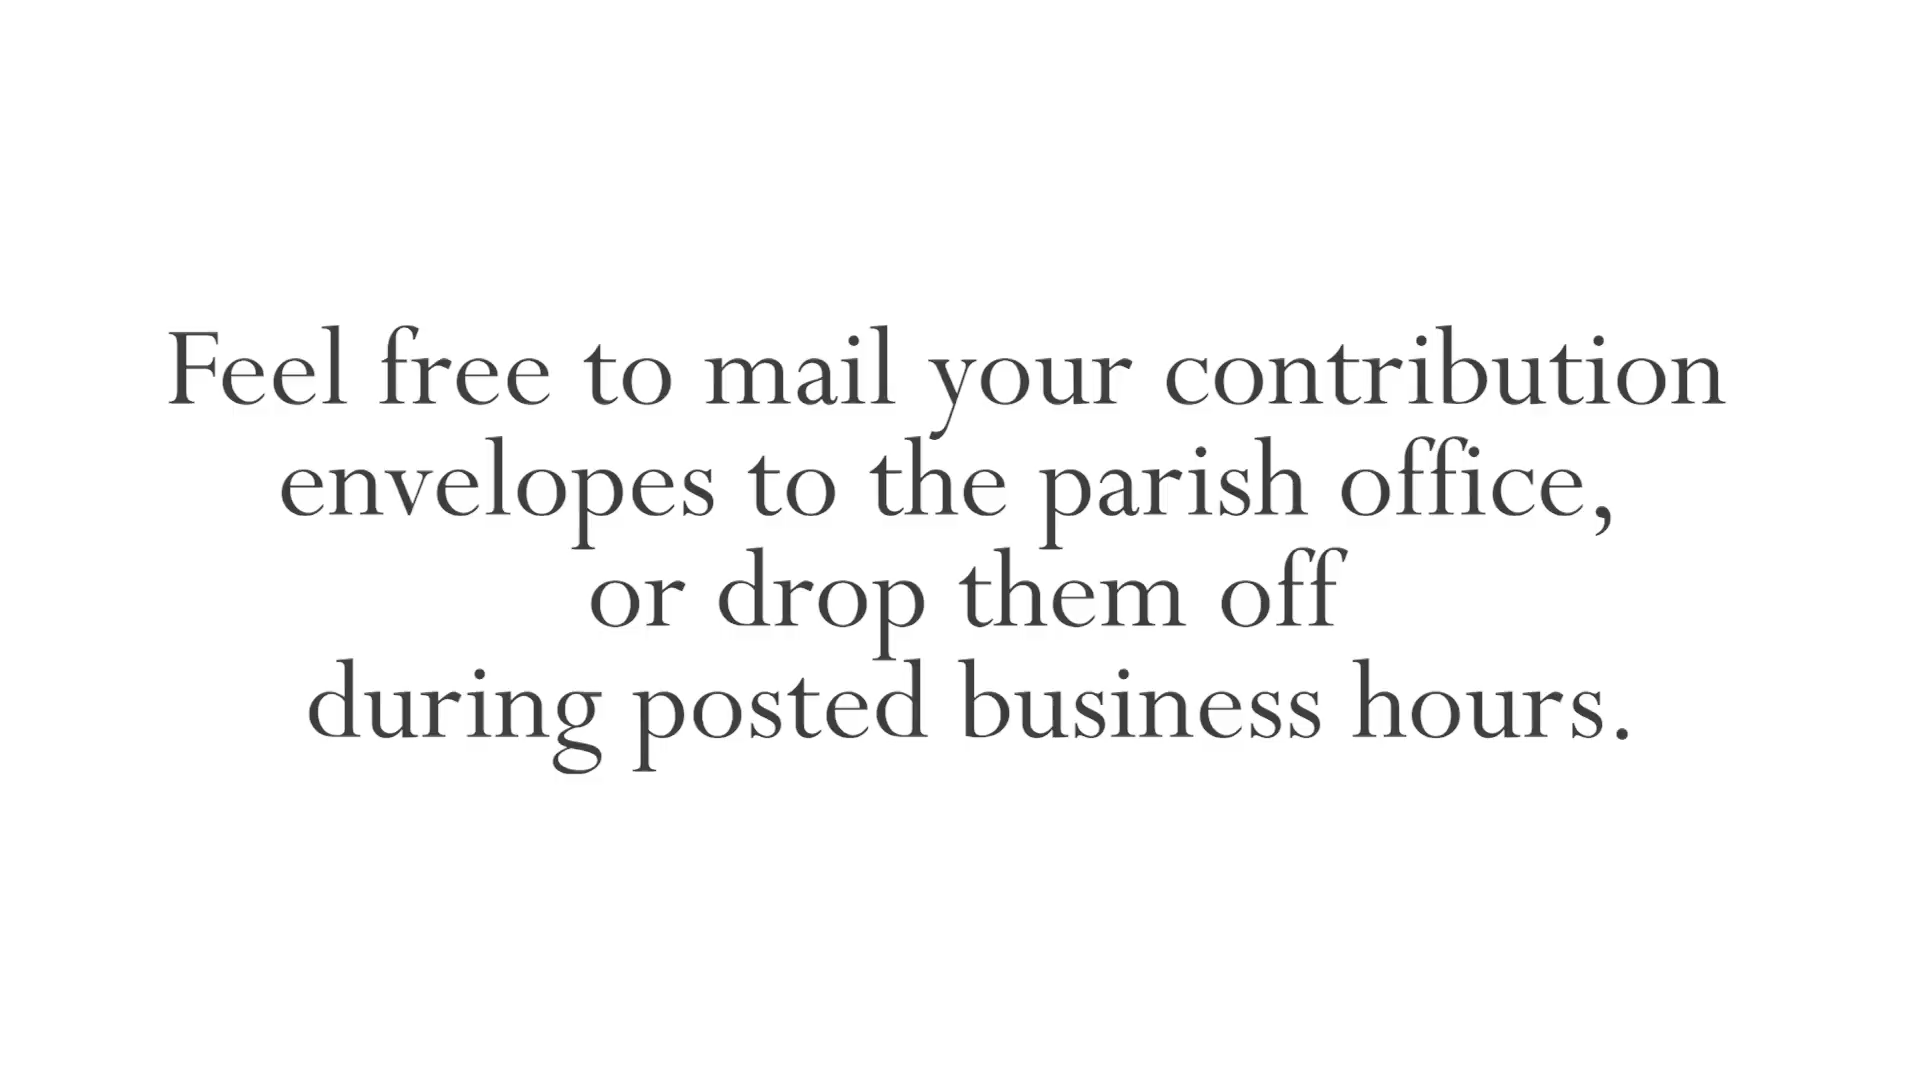 Feel free to mail your contribution
envelopes to the parish office,
or drop them off
during posted business hours.